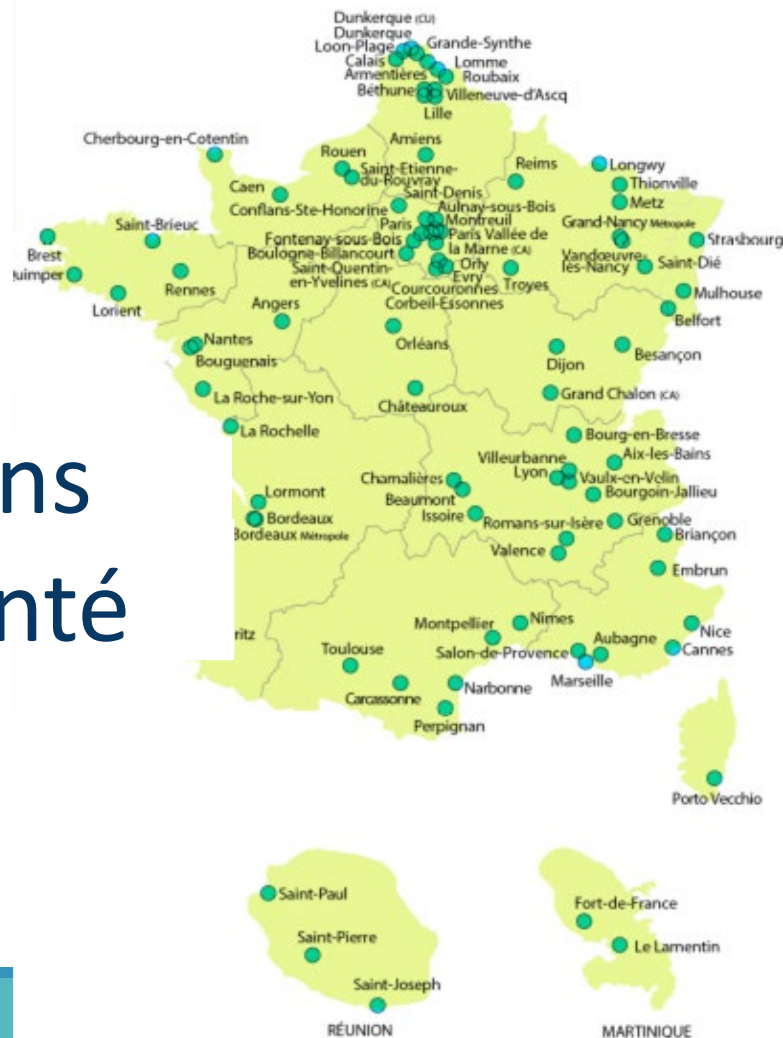 Dunkerque (CU)
Dunkerque
Loon-Plage
Grande-Synthe
Calais
Lomme
Armentières
Roubaix
Béthune
Villeneuve-d'Ascq
Lille
Cherbourg-en-Cotentin
Amiens
Rouen
Saint-Etienne-
du-Rouvray
Reims
Longwy
Thionville
Metz
Caen
Saint-Denis
Conflans-Ste-Honorine
Aulnay-sous-Bois
Montreuil
Grand-Nancy Métropole
Saint-Brieuc
Paris
Paris Vallée de
la Marne (CA)
Strasbourg
Fontenay-sous-Bois
Brest
Boulogne-Billancourt
Orly
Vandœuvre-
lès-Nancy
Saint-Dié
uimper
Rennes
Saint-Quentin-
en-Yvelines (CA)
Evry
Courcouronnes
Troyes
Lorient
Angers
Corbeil-Essonnes
Mulhouse
Belfort
Nantes
Orléans
Bouguenais
Dijon
Besançon
La Roche-sur-Yon
Châteauroux
Grand Chalon (CA)
La Rochelle
Bourg-en-Bresse
Villeurbanne
Aix-les-Bains
ns
Lyon
Chamalières
Vaulx-en-Velin
Lormont
Beaumont
Bourgoin-Jallieu
Bordeaux
Issoire
Romans-sur-Isère
Grenoble
Bordeaux Métropole
Briançon
Valence
Embrun
nté
ritz
Montpellier
Nîmes
Nice
Toulouse
Salon-de-Provence
Aubagne
Cannes
Marseille
Carcassonne
Narbonne
Perpignan
Porto Vecchio
Saint-Paul
Fort-de-France
Saint-Pierre
Le Lamentin
Saint-Joseph
RÉUNION
MARTINIQUE